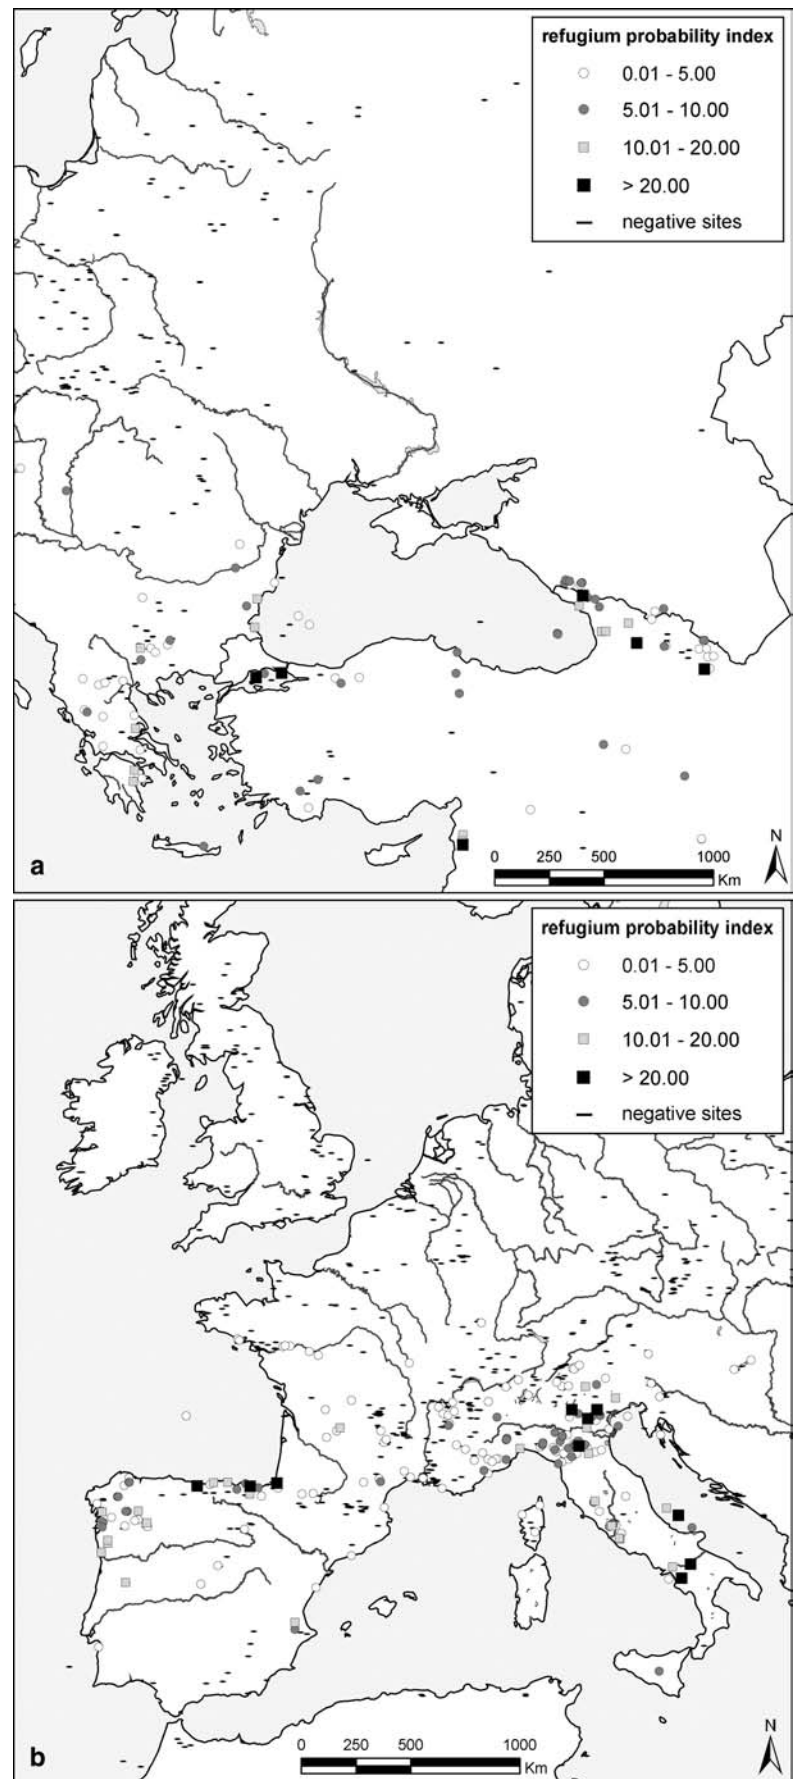 refugium probability index
0.01 - 5.00
5.01 - 10.00
10.01 - 20.00
> 20.00
negative sites
a
N
0 250 500 1000
Km
refugium probability index
0.01 - 5.00
5.01 - 10.00
10.01 - 20.00
> 20.00
negative sites
b
N
0 250 500 1000
Km